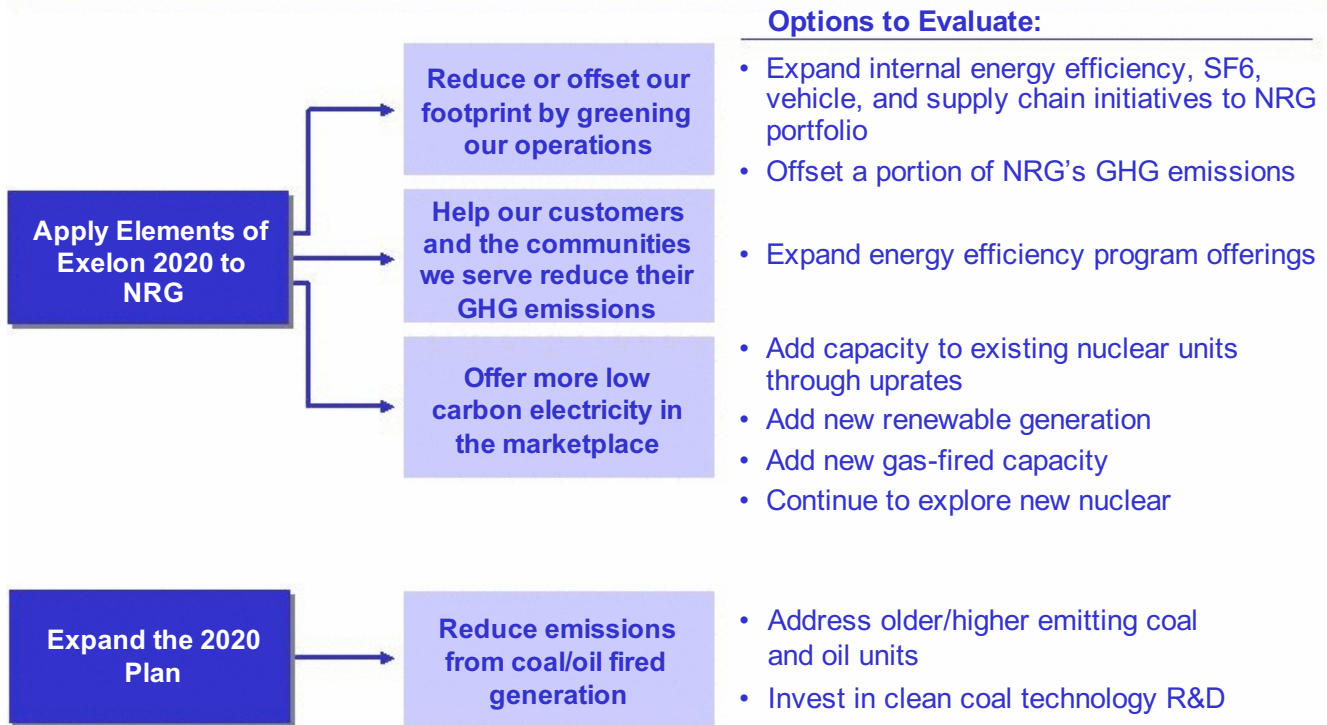 Options to Evaluate:
Apply Elements of
Exelon 2020 to
NRG
Reduce or offset our
footprint by greening
our operations
• Expand internal energy efficiency, SF6,
vehicle, and supply chain initiatives to NRG
portfolio
• Offset a portion of NRG's GHG emissions
Help our customers
and the communities
we serve reduce their
GHG emissions
• Expand energy efficiency program offerings
Offer more low
carbon electricity in
the marketplace
• Add capacity to existing nuclear units
through uprates
• Add new renewable generation
• Add new gas-fired capacity
• Continue to explore new nuclear
Expand the 2020
Plan
Reduce emissions
from coal/oil fired
generation
• Address older/higher emitting coal
and oil units
• Invest in clean coal technology R&D